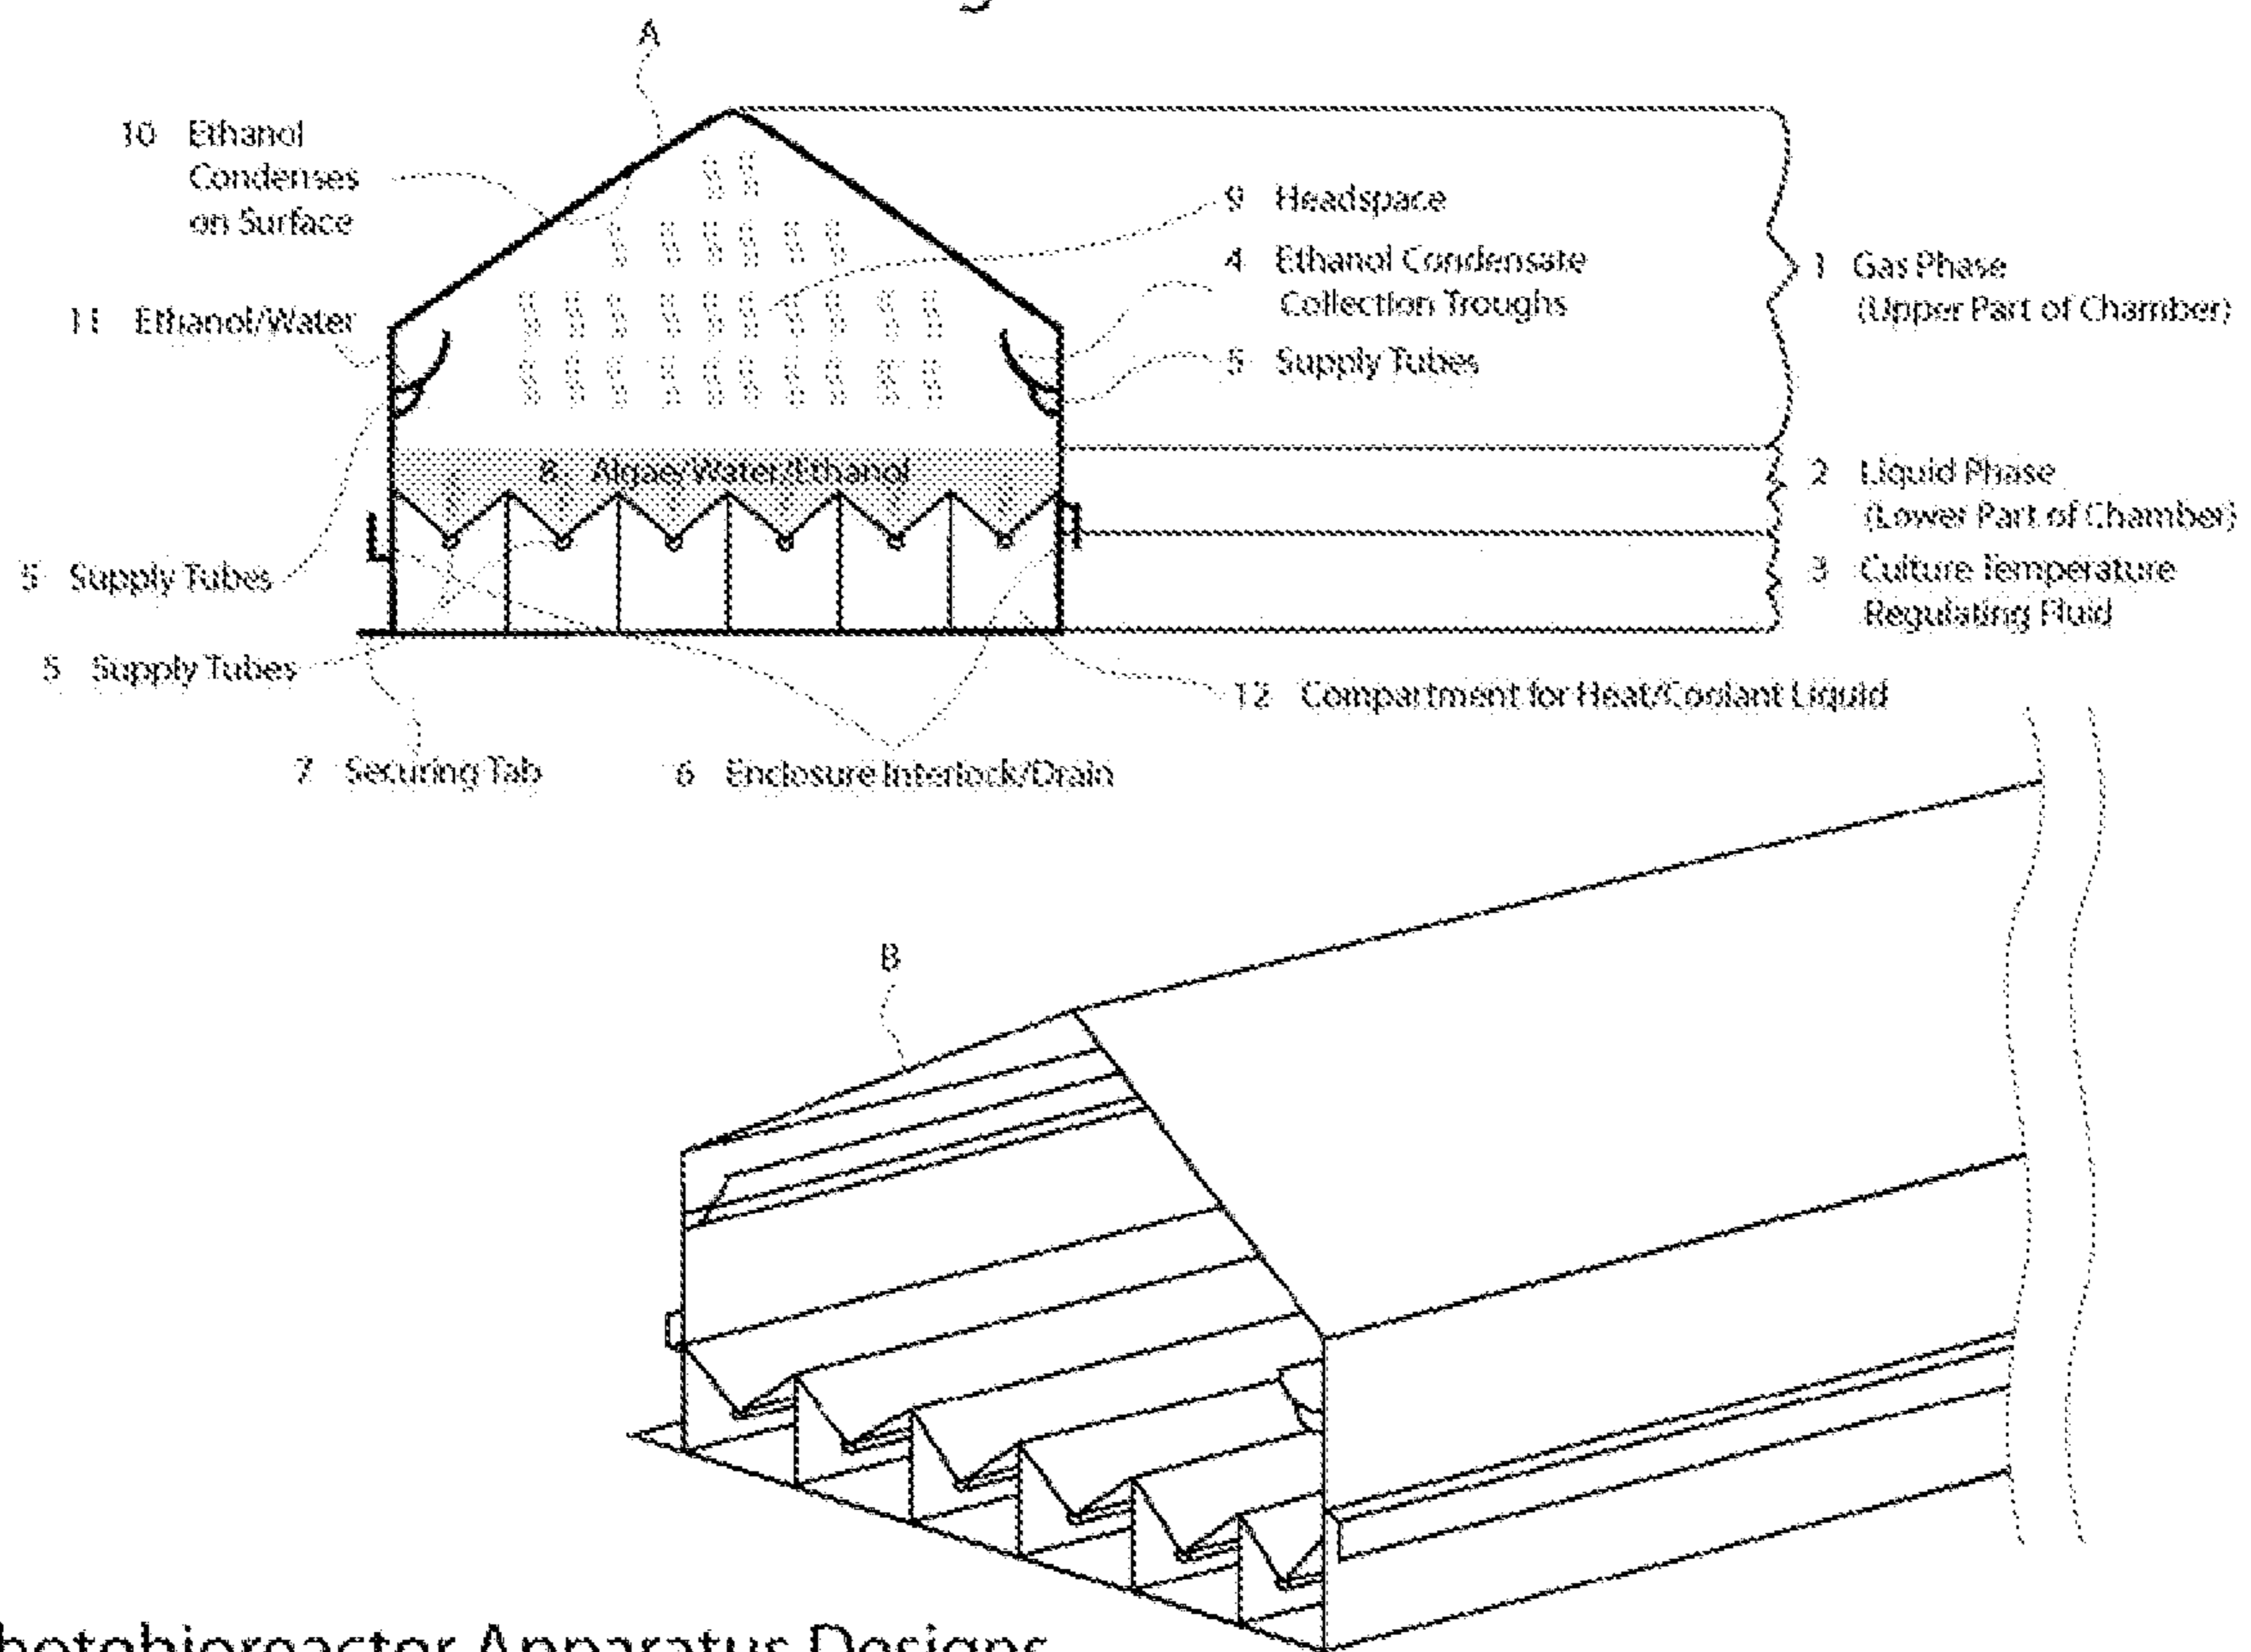 A
10 Ethanol
Condenses
on Surface
9 Headspace
4 Ethanol Condensate
Collection Troughs
1 Gas Phase
(Upper Part of Chamber)
11 Ethanol/Water
5 Supply Tubes
8 Algae/Water/Ethanol
2 Liquid Phase
(Lower Part of Chamber)
5 Supply Tubes
3 Culture Temperature
Regulating Fluid
5 Supply Tubes
12 Compartment for Heat/Coolant Liquid
7 Securing Tab
6 Enclosure Interlock/Drain
B
Apparatus Designs